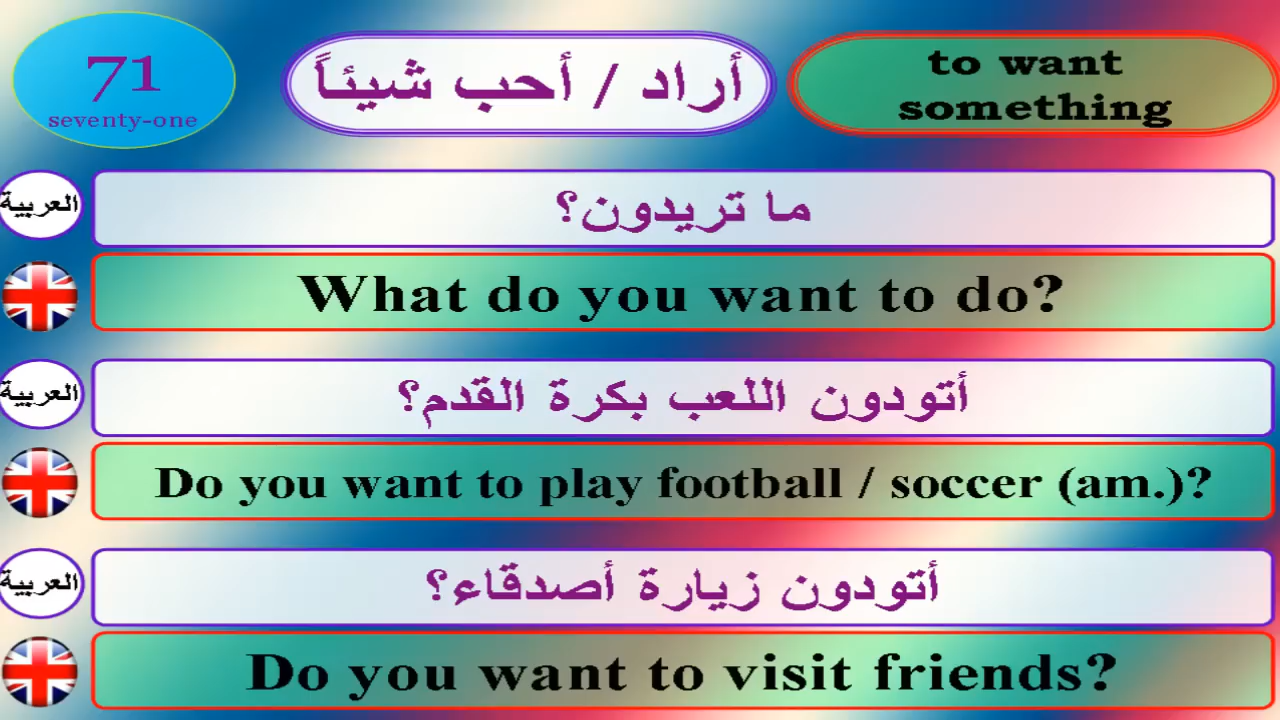 71
seventy-one
أراد / أحب شيئاً
to want
something
العربية
ما تريدون؟
What do you want to do?
العربية
أتودون اللعب بكرة القدم؟
Do you want to play football / soccer (am.)?
العربية
أتودون زيارة أصدقاء؟
Do you want to visit friends?